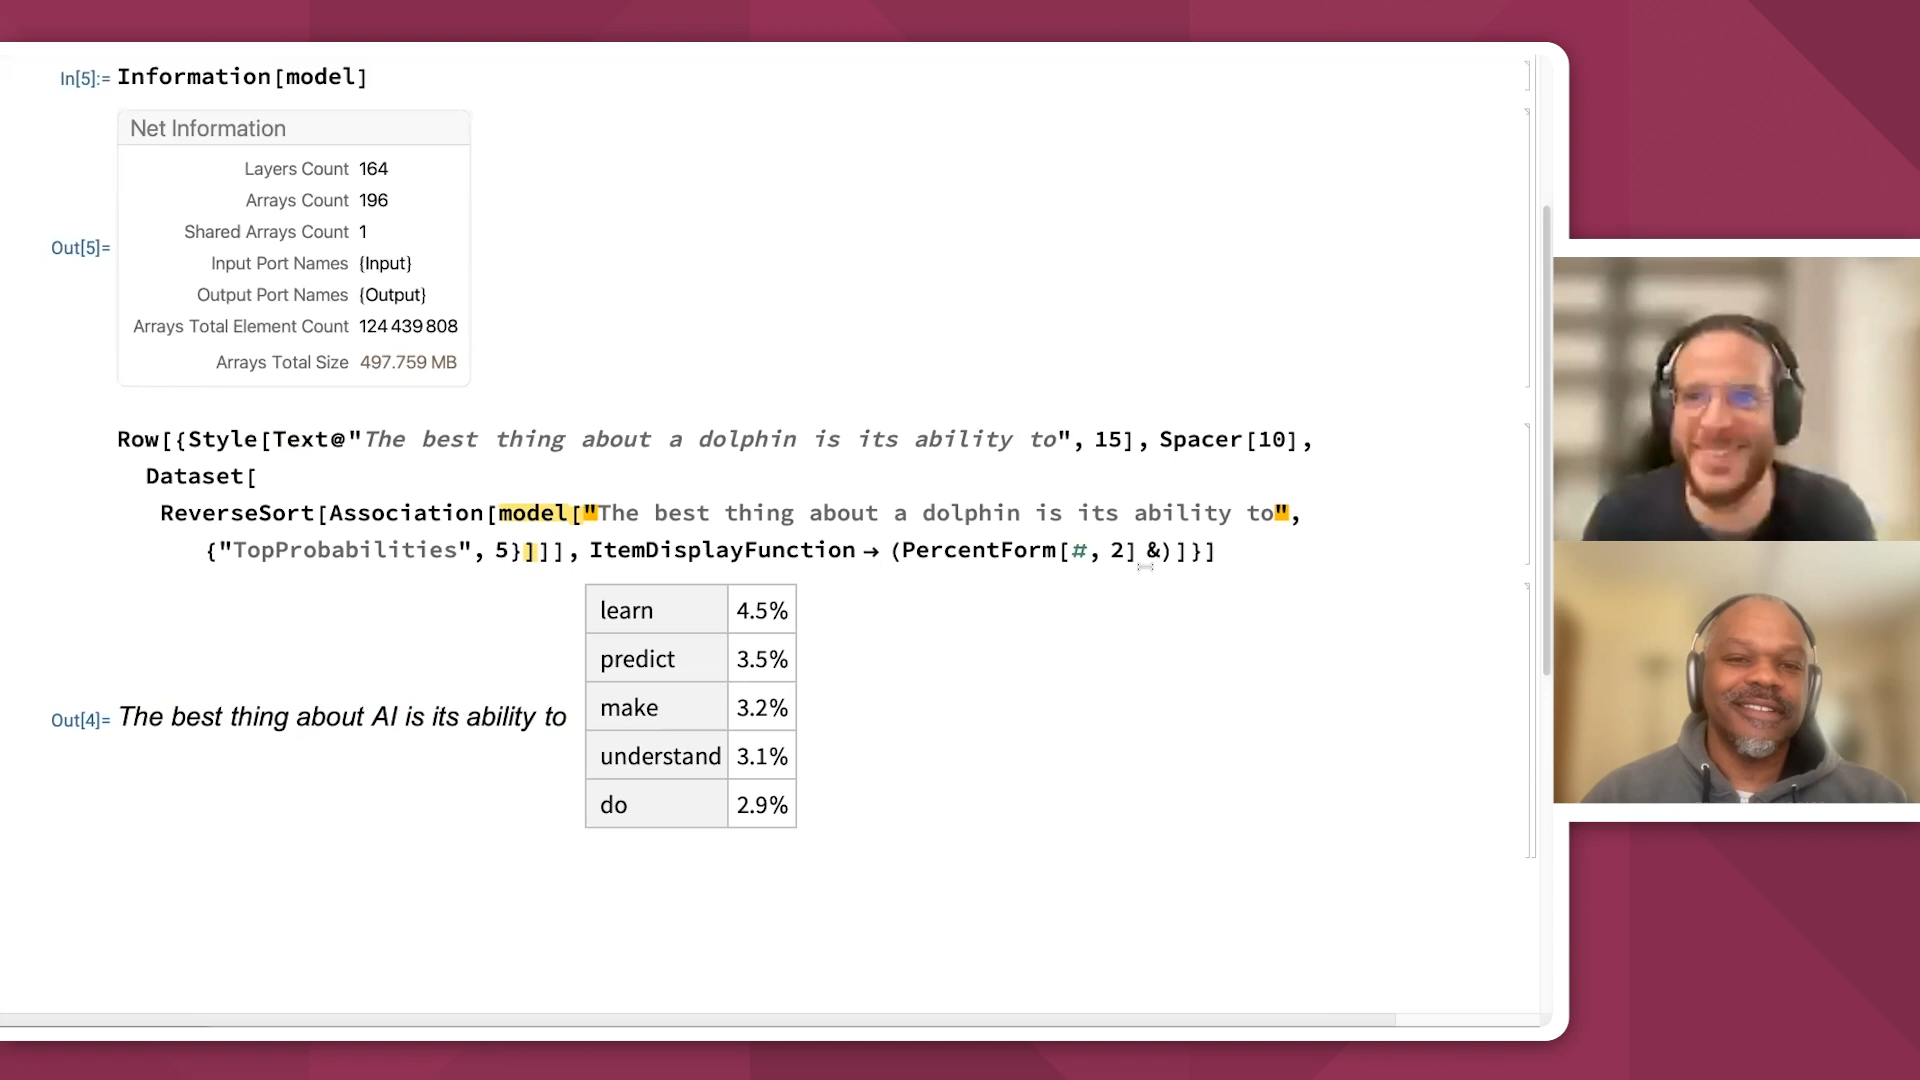 In[5]:= Information[model]
Net Information
Layers Count 164
Arrays Count 196
Shared Arrays Count 1
Out[5]=
Input Port Names {Input}
Output Port Names {Output}
Arrays Total Element Count 124 439 808
Arrays Total Size 497.759 MB
Row[{Style[Text@"The best thing about a dolphin is its ability to", 15], Spacer[10],
Dataset[
ReverseSort[Association[model["The best thing about a dolphin is its ability to",
{"TopProbabilities", 5}]]], ItemDisplayFunction → (PercentForm[#, 2] &)]}]
learn 4.5%
predict 3.5%
make 3.2%
Out[4]= The best thing about AI is its ability to
understand 3.1%
do 2.9%